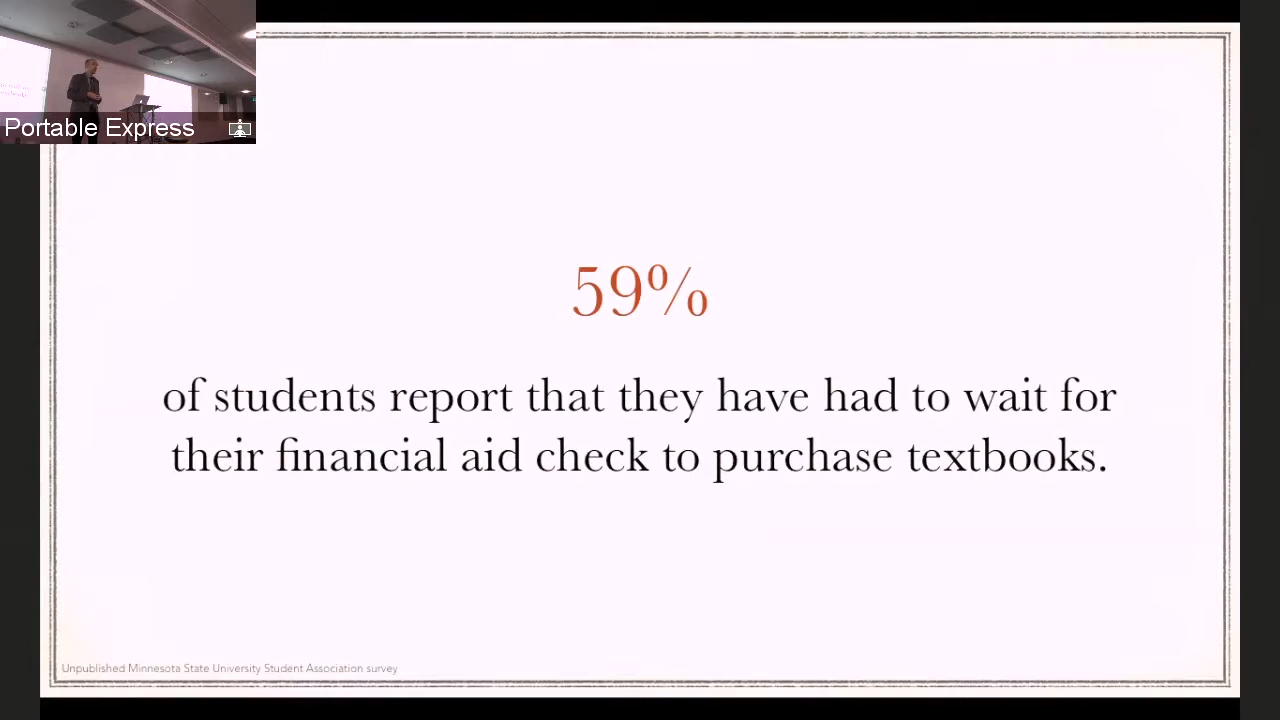 Portable Express
59%
of students report that they have had to wait for
their financial aid check to purchase textbooks.
Unpublished Minnesota State University Student Association survey